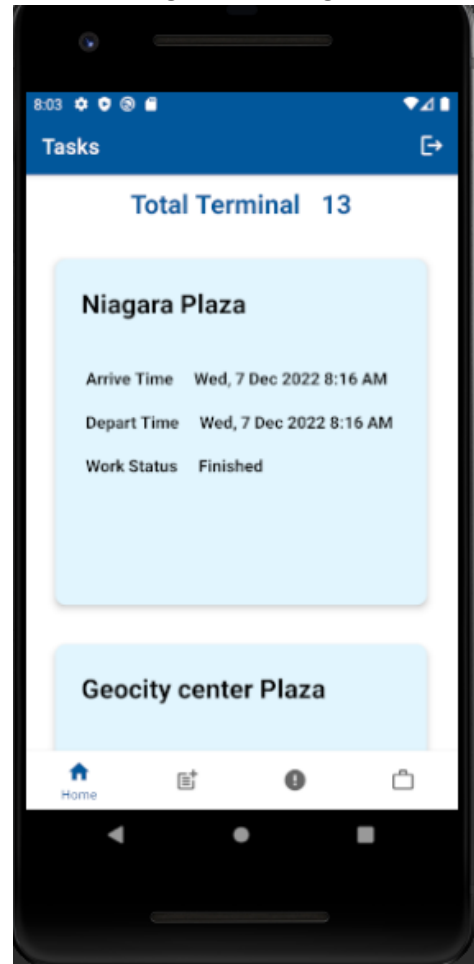 8:03
Tasks
Total Terminal 13
Niagara Plaza
Arrive Time Wed, 7 Dec 2022 8:16 AM
Depart Time Wed, 7 Dec 2022 8:16 AM
Work Status Finished
Geocity center Plaza
Home